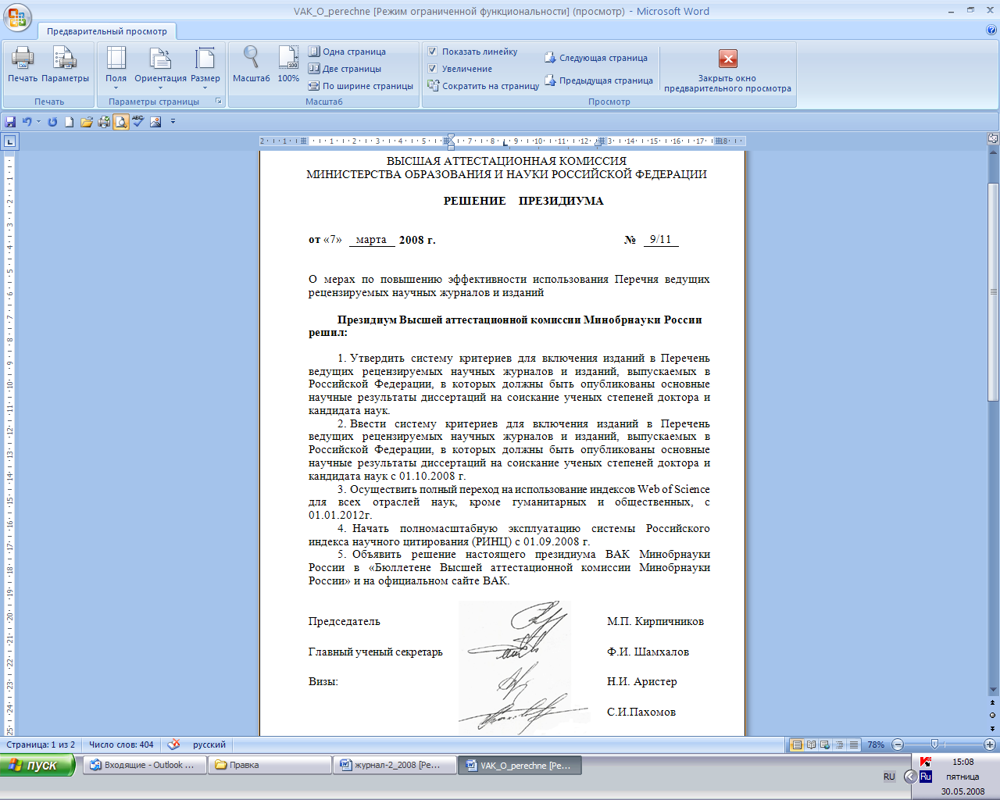 VAK_O_perechne [Режим ограниченной функциональности] (просмотр) - Microsoft Word
Предварительный просмотр
Печать Параметры Поля Ориентация Размер Масштаб 100% Одна страница Две страницы По ширине страницы Показать линейку Увеличение Сократить на страницу Следующая страница Предыдущая страница Закрыть окно предварительного просмотра
Печать Параметры страницы Масштаб Просмотр
ВЫСШАЯ АТТЕСТАЦИОННАЯ КОМИССИЯ
МИНИСТЕРСТВА ОБРАЗОВАНИЯ И НАУКИ РОССИЙСКОЙ ФЕДЕРАЦИИ
РЕШЕНИЕ ПРЕЗИДИУМА
от «7» марта 2008 г. № 9/11
О мерах по повышению эффективности использования Перечня ведущих
рецензируемых научных журналов и изданий
Президиум Высшей аттестационной комиссии Минобрнауки России
решил:
1. Утвердить систему критериев для включения изданий в Перечень
ведущих рецензируемых научных журналов и изданий, выпускаемых в
Российской Федерации, в которых должны быть опубликованы основные
научные результаты диссертаций на соискание ученых степеней доктора и
кандидата наук.
2. Ввести систему критериев для включения изданий в Перечень
ведущих рецензируемых научных журналов и изданий, выпускаемых в
Российской Федерации, в которых должны быть опубликованы основные
научные результаты диссертаций на соискание ученых степеней доктора и
кандидата наук с 01.10.2008 г.
3. Осуществить полный переход на использование индексов Web of Science
для всех отраслей наук, кроме гуманитарных и общественных, с
01.01.2012г.
4. Начать полномасштабную эксплуатацию системы Российского
индекса научного цитирования (РИНЦ) с 01.09.2008 г.
5. Объявить решение настоящего президиума ВАК Минобрнауки
России в «Бюллетене Высшей аттестационной комиссии Минобрнауки
России» и на официальном сайте ВАК.
Председатель М.П. Кирпичников
Главный ученый секретарь Ф.И. Шамхалов
Визы: Н.И. Аристер
С.И.Пахомов
Страница: 1 из 2 Число слов: 404 русский 78%
пуск Входящие - Outlook ... Правка журнал-2_2008 [Ре... VAK_O_perechne [Ре... RU Ru 15:08
пятница
30.05.2008